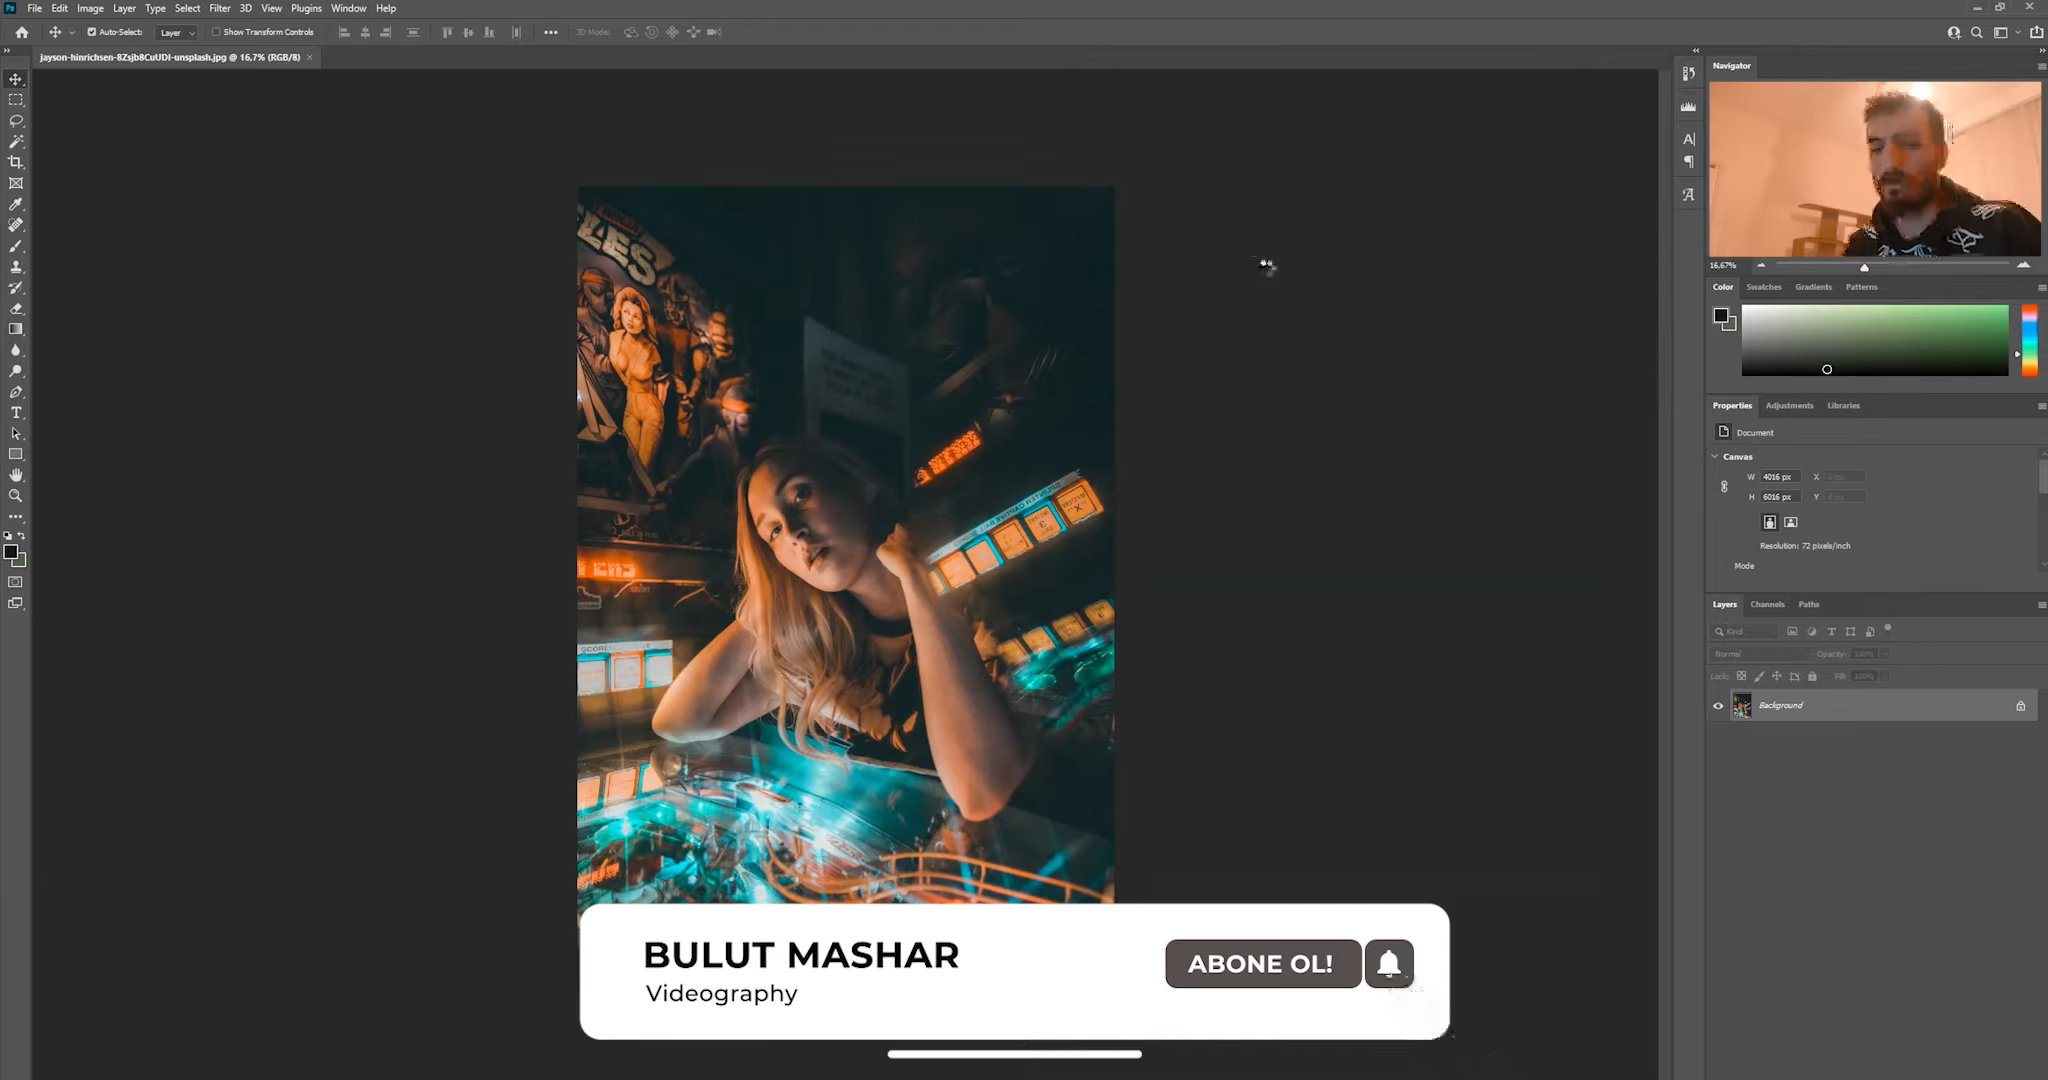 File Edit Image Layer Type Select Filter 3D View Plugins Window Help
Auto-Select: Layer Show Transform Controls 3D Mode:
jayson-hinrichsen-8Zsjb8CuUDI-unsplash.jpg @ 16,7% (RGB/8)
Navigator
16,67%
Color Swatches Gradients Patterns
Properties Adjustments Libraries
Document
Canvas
W 4016 px X
H 6016 px Y
Resolution: 72 pixels/inch
Mode
Layers Channels Paths
Kind
Normal Opacity: 100%
Lock: Fill: 100%
Background
LES
SCORE
BULUT MASHAR
Videography
ABONE OL!